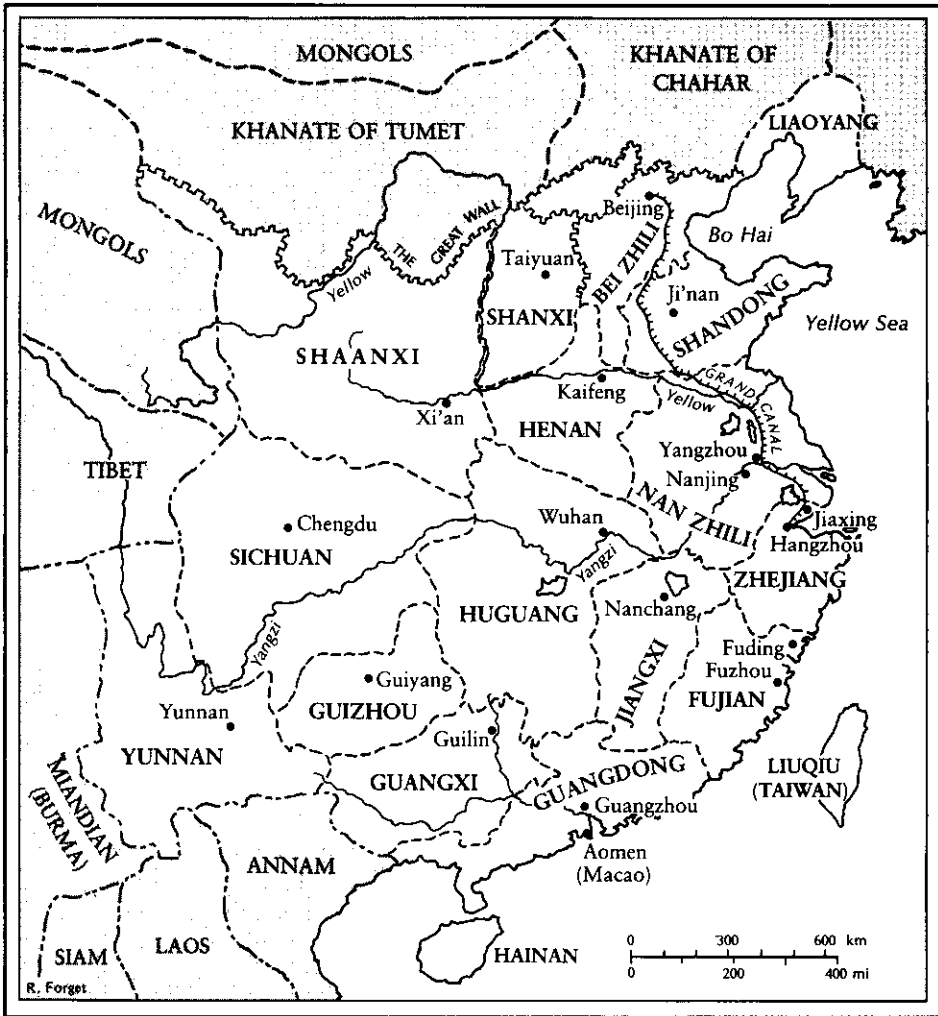 MONGOLS
KHANATE OF
CHAHAR
KHANATE OF TUMET
LIAOYANG
MONGOLS
THE GREAT WALL
Beijing
Bo Hai
Yellow
Taiyuan
BEI ZHILI
Ji'nan
SHANXI
SHANDONG
Yellow Sea
SHAANXI
GRAND CANAL
Kaifeng
Yellow
Xi'an
HENAN
TIBET
Yangzhou
Nanjing
NAN ZHILI
Chengdu
Wuhan
Jiaxing
Hangzhou
SICHUAN
Yangzi
ZHEJIANG
HUGUANG
Nanchang
Yangzi
Fuding
Fuzhou
JIANGXI
FUJIAN
Guiyang
GUIZHOU
Yunnan
Guilin
YUNNAN
GUANGXI
GUANGDONG
LIUQIU
(TAIWAN)
MIANDIAN
(BURMA)
Guangzhou
ANNAM
Aomen
(Macao)
SIAM
LAOS
HAINAN
0 300 600 km
0 200 400 mi
R. Forget